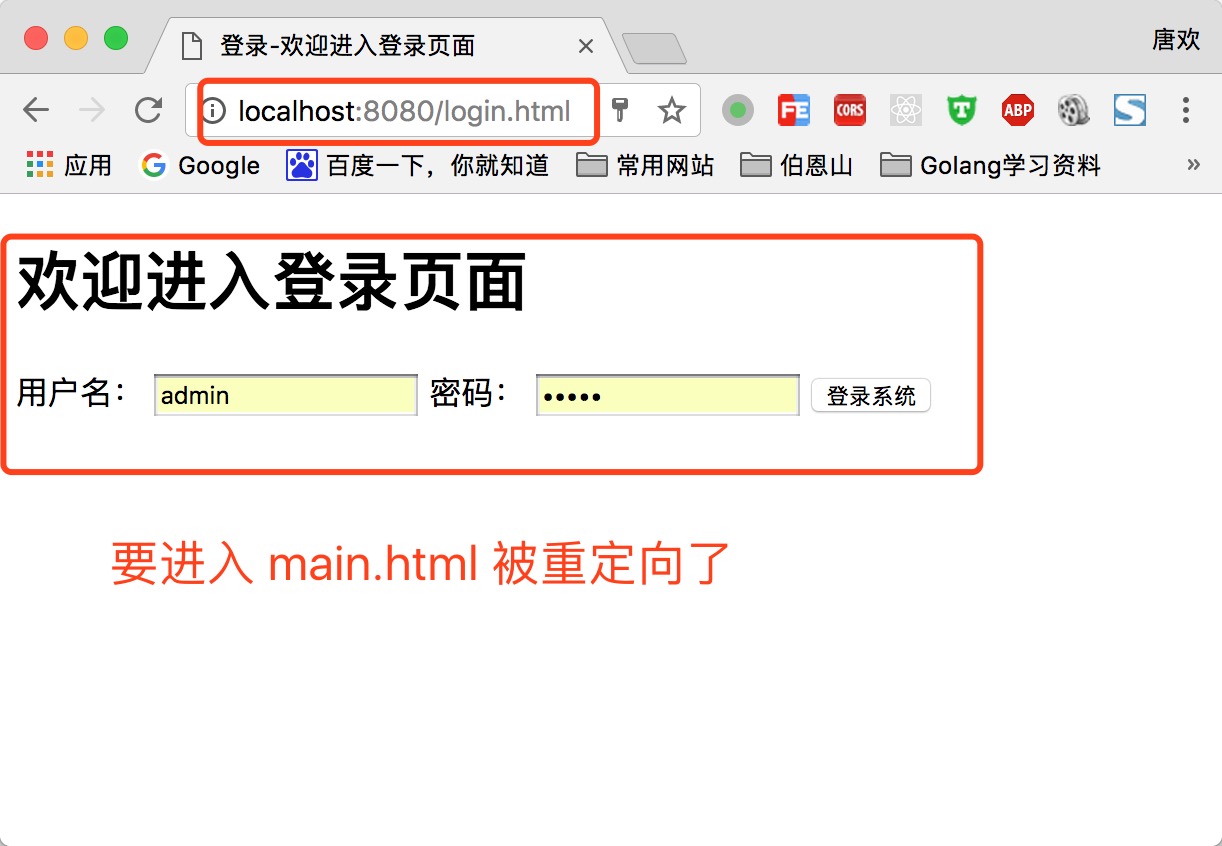 登录-欢迎进入登录页面
唐欢
localhost:8080/login.html
FE
CORS
T
ABP
S
应用
Google
百度一下，你就知道
常用网站
伯恩山
Golang学习资料
»
欢迎进入登录页面
用户名： admin 密码： ••••• 登录系统
要进入 main.html 被重定向了